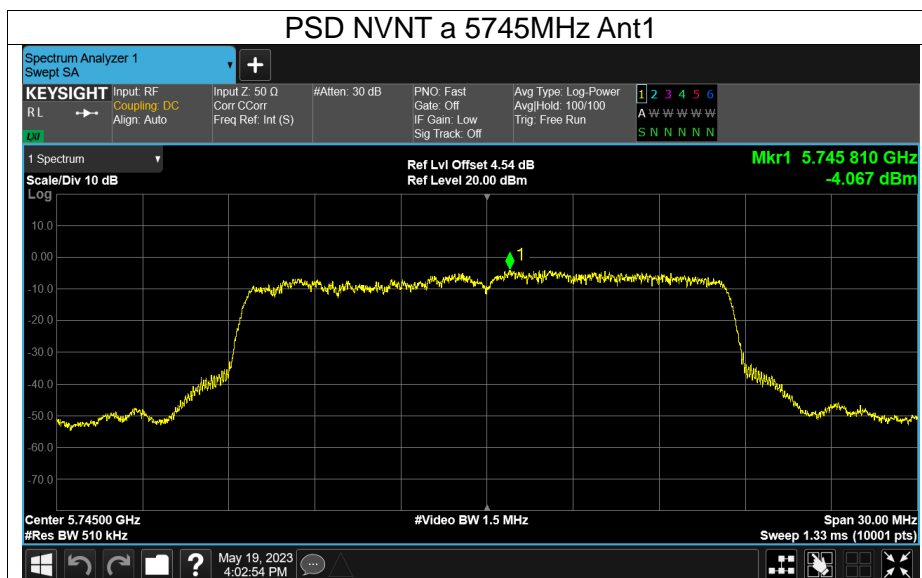 PSD NVNT a 5745MHz Ant1
Spectrum Analyzer 1
Swept SA
+
KEYSIGHT
R L
LXI
Input: RF
Coupling: DC
Align: Auto
Input Z: 50 Ω
Corr CCorr
Freq Ref: Int (S)
#Atten: 30 dB
PNO: Fast
Gate: Off
IF Gain: Low
Sig Track: Off
Avg Type: Log-Power
Avg|Hold: 100/100
Trig: Free Run
1 2 3 4 5 6
A W W W W W
S N N N N N
1 Spectrum
Scale/Div 10 dB
Log
Ref Lvl Offset 4.54 dB
Ref Level 20.00 dBm
Mkr1 5.745 810 GHz
-4.067 dBm
1
10.0
0.00
-10.0
-20.0
-30.0
-40.0
-50.0
-60.0
-70.0
Center 5.74500 GHz
#Res BW 510 kHz
#Video BW 1.5 MHz
Span 30.00 MHz
Sweep 1.33 ms (10001 pts)
?
May 19, 2023
4:02:54 PM
...